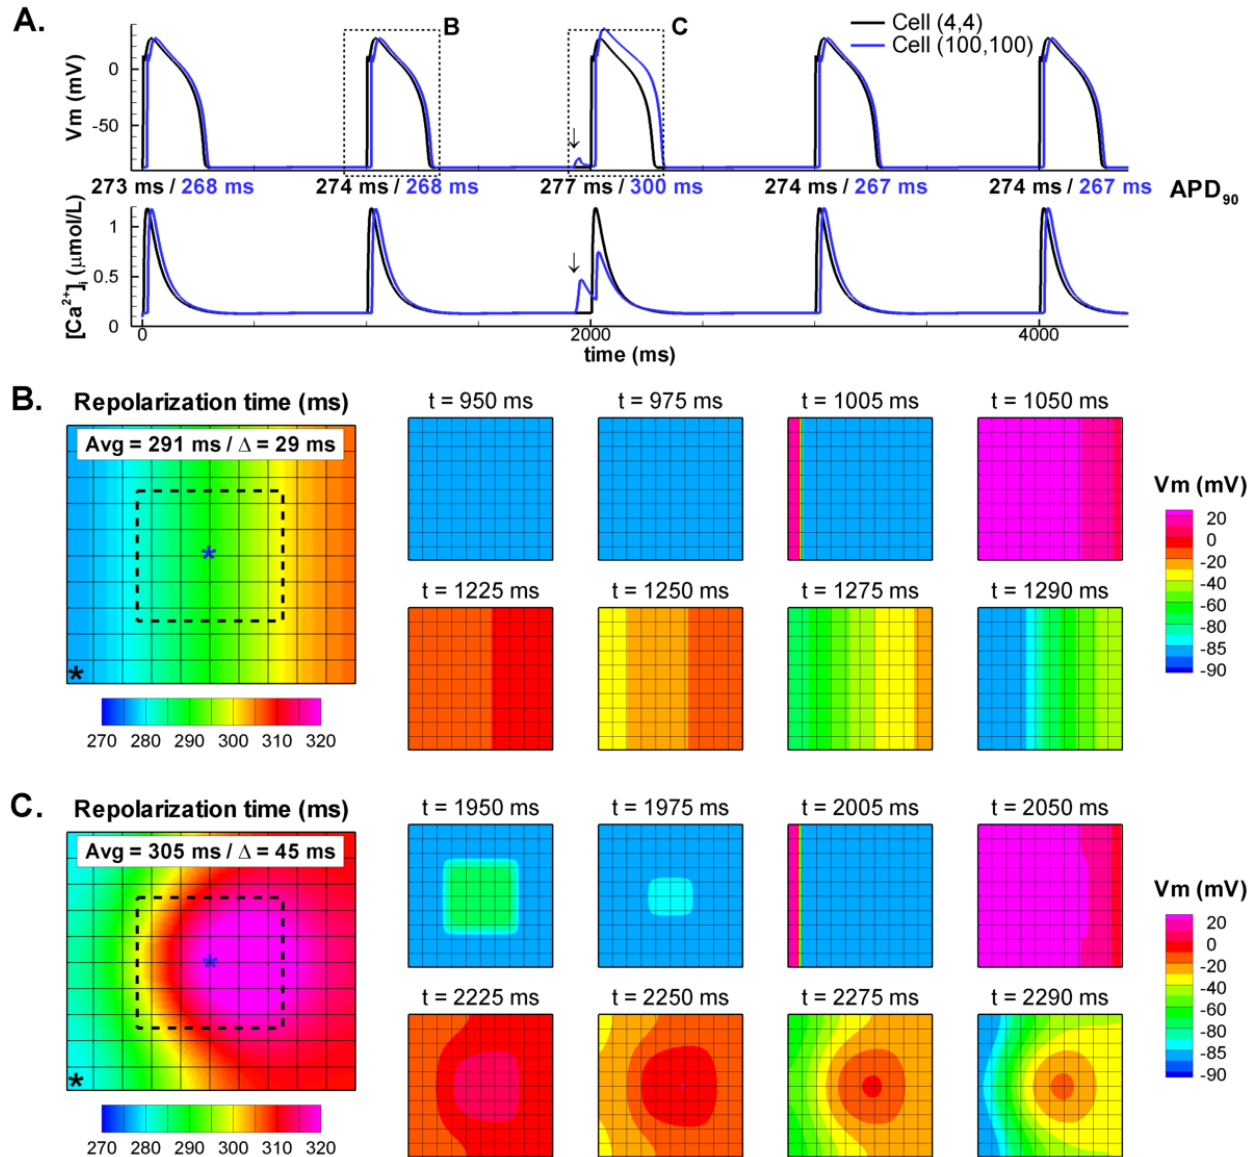 A.
B
C
Cell (4,4)
Cell (100,100)
Vm (mV)
0
-50
273 ms / 268 ms
274 ms / 268 ms
277 ms / 300 ms
274 ms / 267 ms
274 ms / 267 ms
APD90
[Ca2+]i (µmol/L)
1
0.5
0
0
2000
4000
time (ms)
B.
Repolarization time (ms)
Avg = 291 ms / Δ = 29 ms
*
*
270 280 290 300 310 320
t = 950 ms
t = 975 ms
t = 1005 ms
t = 1050 ms
t = 1225 ms
t = 1250 ms
t = 1275 ms
t = 1290 ms
Vm (mV)
20
0
-20
-40
-60
-80
-85
-90
C.
Repolarization time (ms)
Avg = 305 ms / Δ = 45 ms
*
*
270 280 290 300 310 320
t = 1950 ms
t = 1975 ms
t = 2005 ms
t = 2050 ms
t = 2225 ms
t = 2250 ms
t = 2275 ms
t = 2290 ms
Vm (mV)
20
0
-20
-40
-60
-80
-85
-90